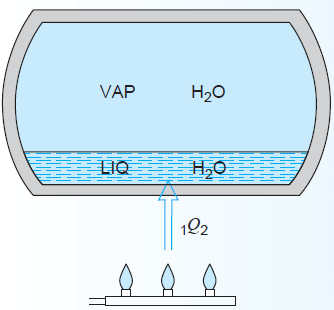 VAP H₂O
LIQ H₂O
₁Q₂